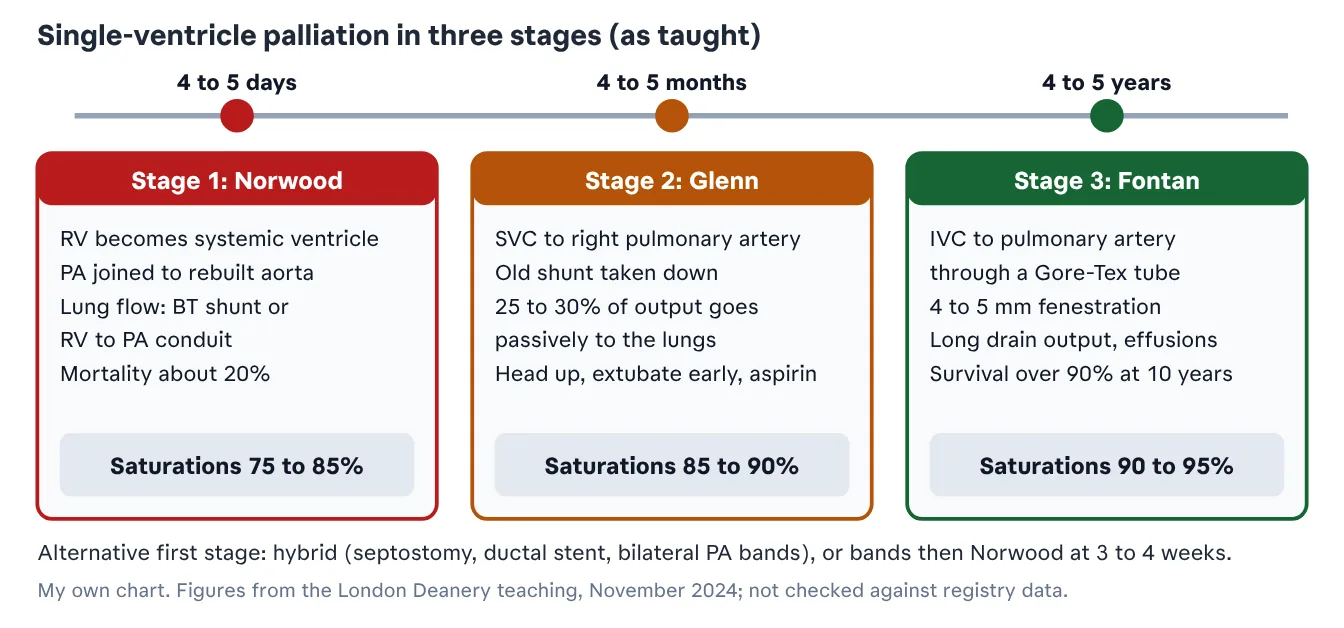 Single-ventricle palliation in three stages (as taught)
4 to 5 days
4 to 5 months
4 to 5 years
Stage 1: Norwood
RV becomes systemic ventricle
PA joined to rebuilt aorta
Lung flow: BT shunt or
RV to PA conduit
Mortality about 20%
Saturations 75 to 85%
Stage 2: Glenn
SVC to right pulmonary artery
Old shunt taken down
25 to 30% of output goes
passively to the lungs
Head up, extubate early, aspirin
Saturations 85 to 90%
Stage 3: Fontan
IVC to pulmonary artery
through a Gore-Tex tube
4 to 5 mm fenestration
Long drain output, effusions
Survival over 90% at 10 years
Saturations 90 to 95%
Alternative first stage: hybrid (septostomy, ductal stent, bilateral PA bands), or bands then Norwood at 3 to 4 weeks.
My own chart. Figures from the London Deanery teaching, November 2024; not checked against registry data.